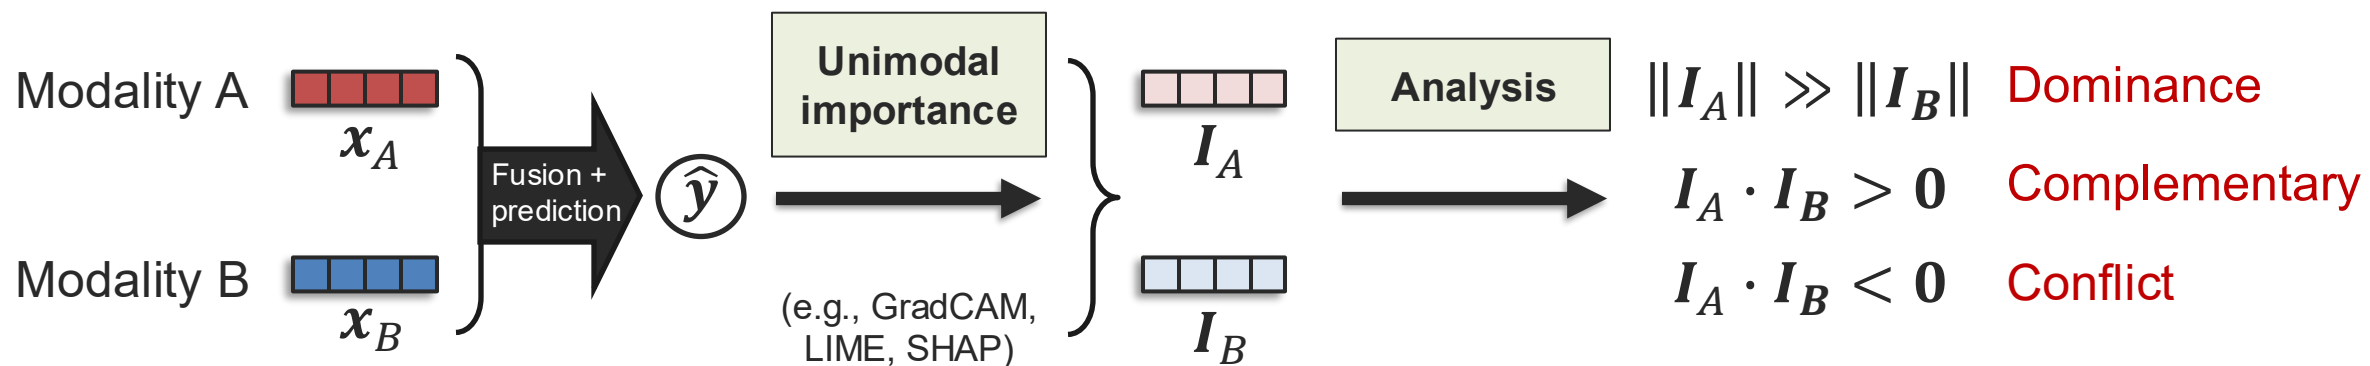 Modality A
x_A
Modality B
x_B
Fusion +
prediction
ŷ
Unimodal
importance
(e.g., GradCAM,
LIME, SHAP)
I_A
I_B
Analysis
||I_A|| ≫ ||I_B|| Dominance
I_A · I_B > 0 Complementary
I_A · I_B < 0 Conflict